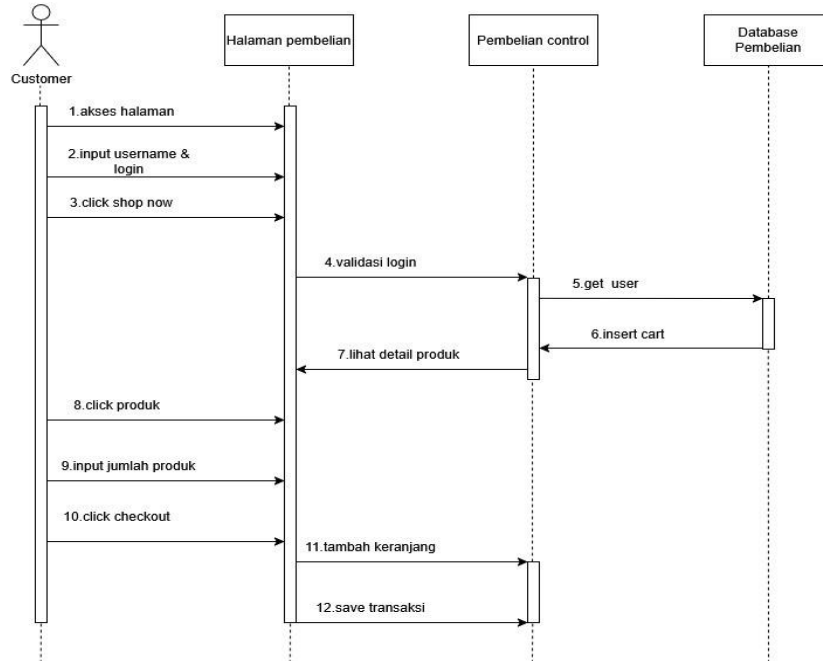 Customer
Halaman pembelian
Pembelian control
Database
Pembelian
1.akses halaman
2.input username &
login
3.click shop now
4.validasi login
5.get user
6.insert cart
7.lihat detail produk
8.click produk
9.input jumlah produk
10.click checkout
11.tambah keranjang
12.save transaksi